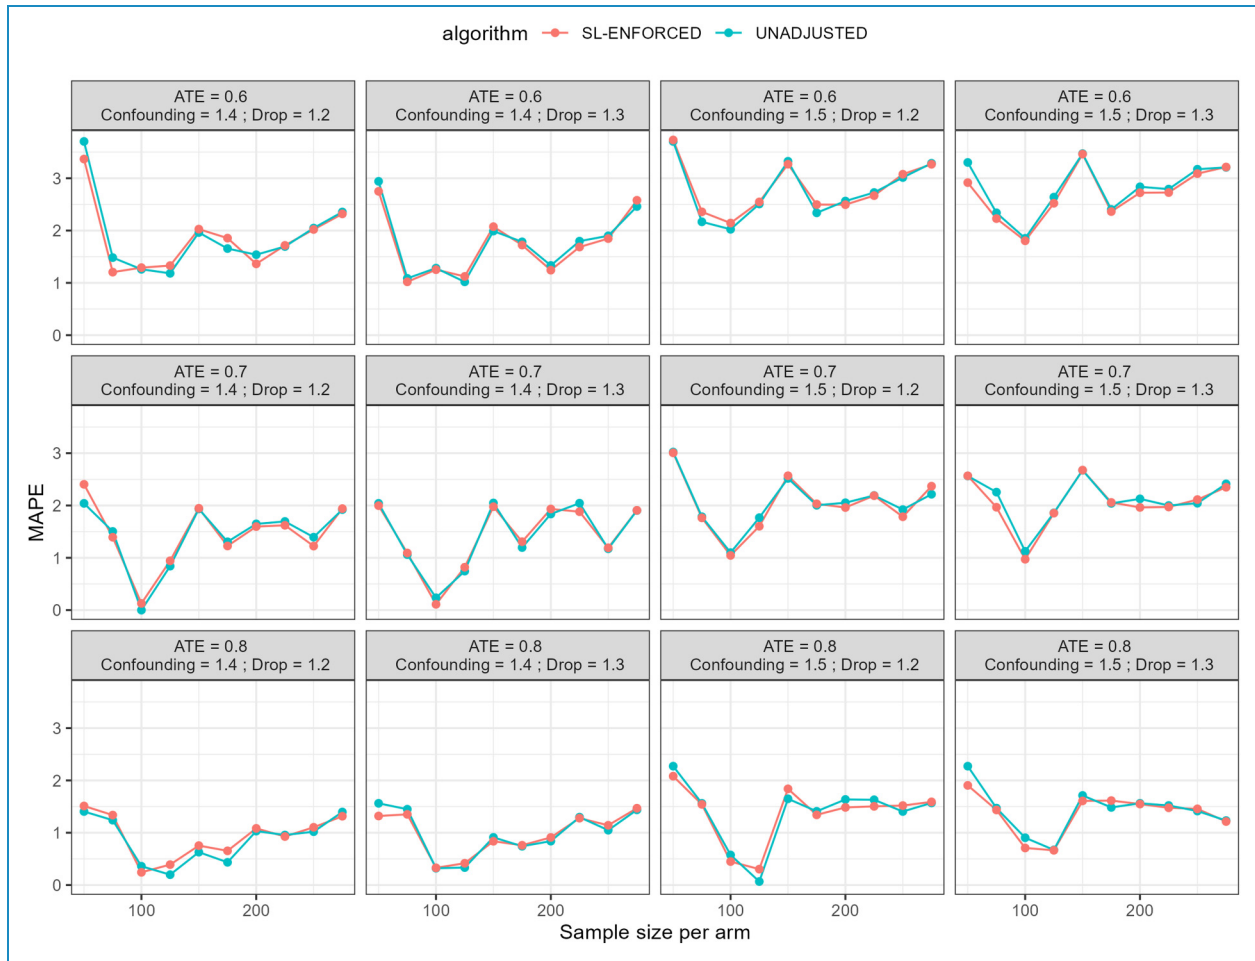 algorithm SL-ENFORCED UNADJUSTED
ATE = 0.6
Confounding = 1.4 ; Drop = 1.2
ATE = 0.6
Confounding = 1.4 ; Drop = 1.3
ATE = 0.6
Confounding = 1.5 ; Drop = 1.2
ATE = 0.6
Confounding = 1.5 ; Drop = 1.3
3
2
1
0
ATE = 0.7
Confounding = 1.4 ; Drop = 1.2
ATE = 0.7
Confounding = 1.4 ; Drop = 1.3
ATE = 0.7
Confounding = 1.5 ; Drop = 1.2
ATE = 0.7
Confounding = 1.5 ; Drop = 1.3
MAPE
3
2
1
0
ATE = 0.8
Confounding = 1.4 ; Drop = 1.2
ATE = 0.8
Confounding = 1.4 ; Drop = 1.3
ATE = 0.8
Confounding = 1.5 ; Drop = 1.2
ATE = 0.8
Confounding = 1.5 ; Drop = 1.3
3
2
1
0
100 200 100 200 100 200 100 200
Sample size per arm